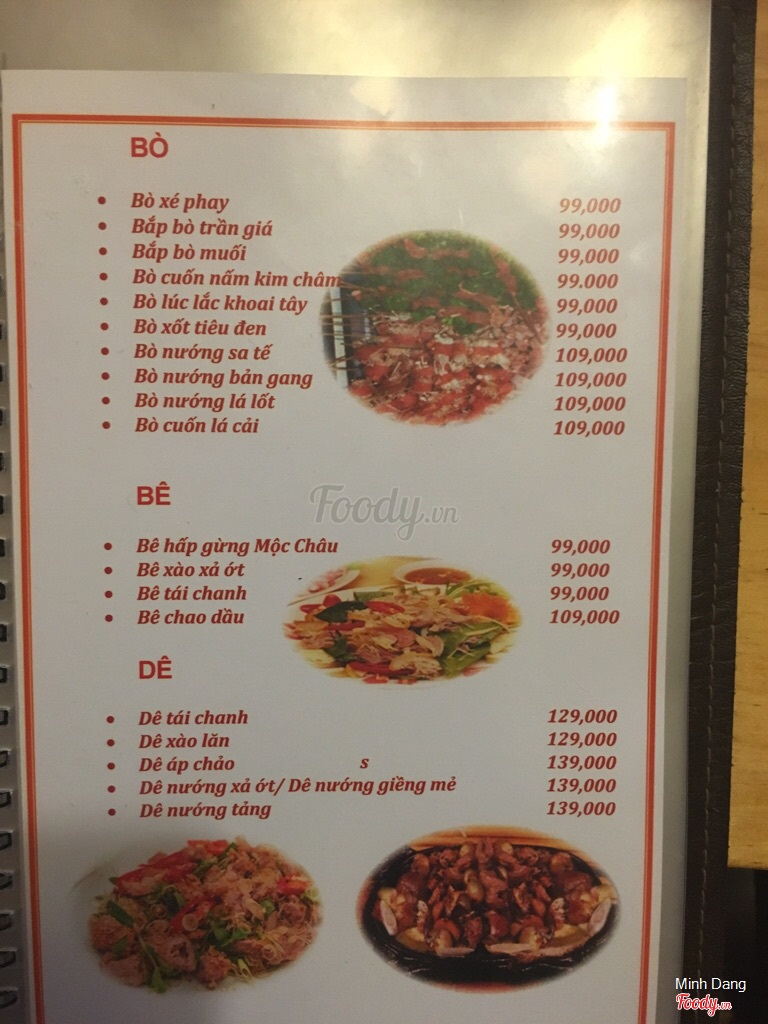 BÒ
Bò xé phay 99,000
Bắp bò trần giá 99,000
Bắp bò muối 99,000
Bò cuốn nấm kim châm 99.000
Bò lúc lắc khoai tây 99,000
Bò xốt tiêu đen 99,000
Bò nướng sa tế 109,000
Bò nướng bản gang 109,000
Bò nướng lá lốt 109,000
Bò cuốn lá cải 109,000
BÊ
Foody.vn
Bê hấp gừng Mộc Châu 99,000
Bê xào xả ớt 99,000
Bê tái chanh 99,000
Bê chao dầu 109,000
DÊ
Dê tái chanh 129,000
Dê xào lăn 129,000
Dê áp chảo s 139,000
Dê nướng xả ớt/ Dê nướng giềng mẻ 139,000
Dê nướng tảng 139,000
Minh Dang
Foody.vn